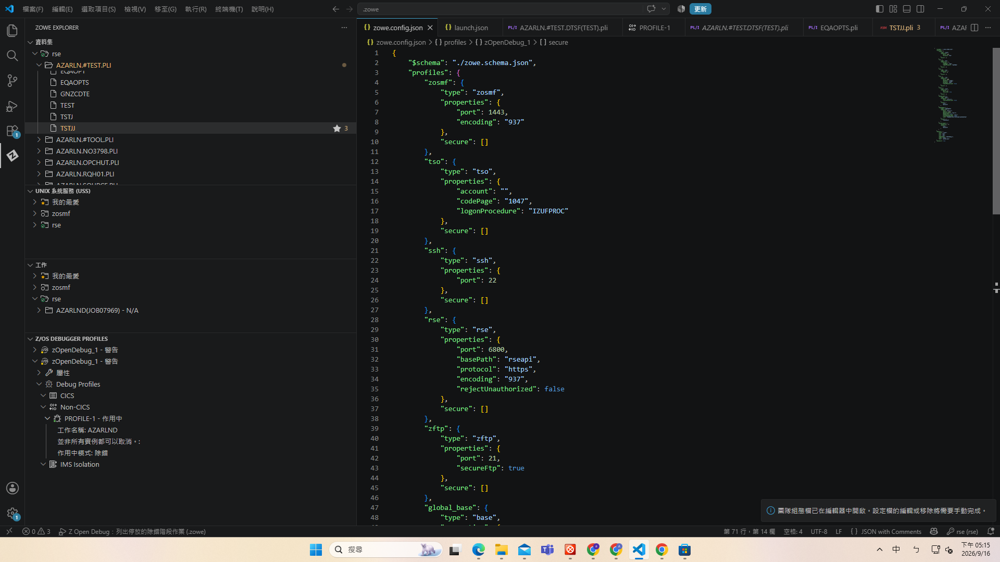 檔案(F) 編輯(E) 選取項目(S) 檢視(V) 移至(G) 執行(R) 終端機(T) 說明(H)
.zowe
更新
ZOWE EXPLORER
資料集
rse
AZARLN.#TEST.PLI
EQAOPT
EQAOPTS
GNZCDTE
TEST
TSTJ
TSTJJ 3
AZARLN.#TOOL.PLI
AZARLN.NO3798.PLI
AZARLN.OPCHUT.PLI
AZARLN.RQH01.PLI
AZARLN.SOURCE.PLI
UNIX 系統服務 (USS)
我的最愛
zosmf
rse
工作
我的最愛
zosmf
rse
AZARLND(JOB07969) - N/A
Z/OS DEBUGGER PROFILES
zOpenDebug_1 - 警告
zOpenDebug_1 - 警告
屬性
Debug Profiles
CICS
Non-CICS
PROFILE-1 - 作用中
工作名稱: AZARLND
並非所有實例都可以取消。:
作用中模式: 除錯
IMS Isolation
{} zowe.config.json
{} launch.json
PL/I AZARLN.#TEST.DTSF(TEST).pli
PROFILE-1
PL/I AZARLN.#TEST.DTSF(TEST).pli
PL/I EQAOPTS.pli
ASM TSTJJ.pli 3
PL/I AZAF
{} zowe.config.json > {} profiles > {} zOpenDebug_1 > [] secure
1 {
2 "$schema": "./zowe.schema.json",
3 "profiles": {
4 "zosmf": {
5 "type": "zosmf",
6 "properties": {
7 "port": 1443,
8 "encoding": "937"
9 },
10 "secure": []
11 },
12 "tso": {
13 "type": "tso",
14 "properties": {
15 "account": "",
16 "codePage": "1047",
17 "logonProcedure": "IZUFPROC"
18 },
19 "secure": []
20 },
21 "ssh": {
22 "type": "ssh",
23 "properties": {
24 "port": 22
25 },
26 "secure": []
27 },
28 "rse": {
29 "type": "rse",
30 "properties": {
31 "port": 6800,
32 "basePath": "rseapi",
33 "protocol": "https",
34 "encoding": "937",
35 "rejectUnauthorized": false
36 },
37 "secure": []
38 },
39 "zftp": {
40 "type": "zftp",
41 "properties": {
42 "port": 21,
43 "secureFtp": true
44 },
45 "secure": []
46 },
47 "global_base": {
48 "type": "base",
團隊組態檔已在編輯器中開啟。設定檔的編輯或移除將需要手動完成。
0 3 Z Open Debug：列出停放的除錯階段作業 (.zowe)
第 71 行，第 14 欄 空格: 4 UTF-8 LF {} JSON with Comments rse (rse)
搜尋
中 ㄅ
下午 05:15
2026/9/16